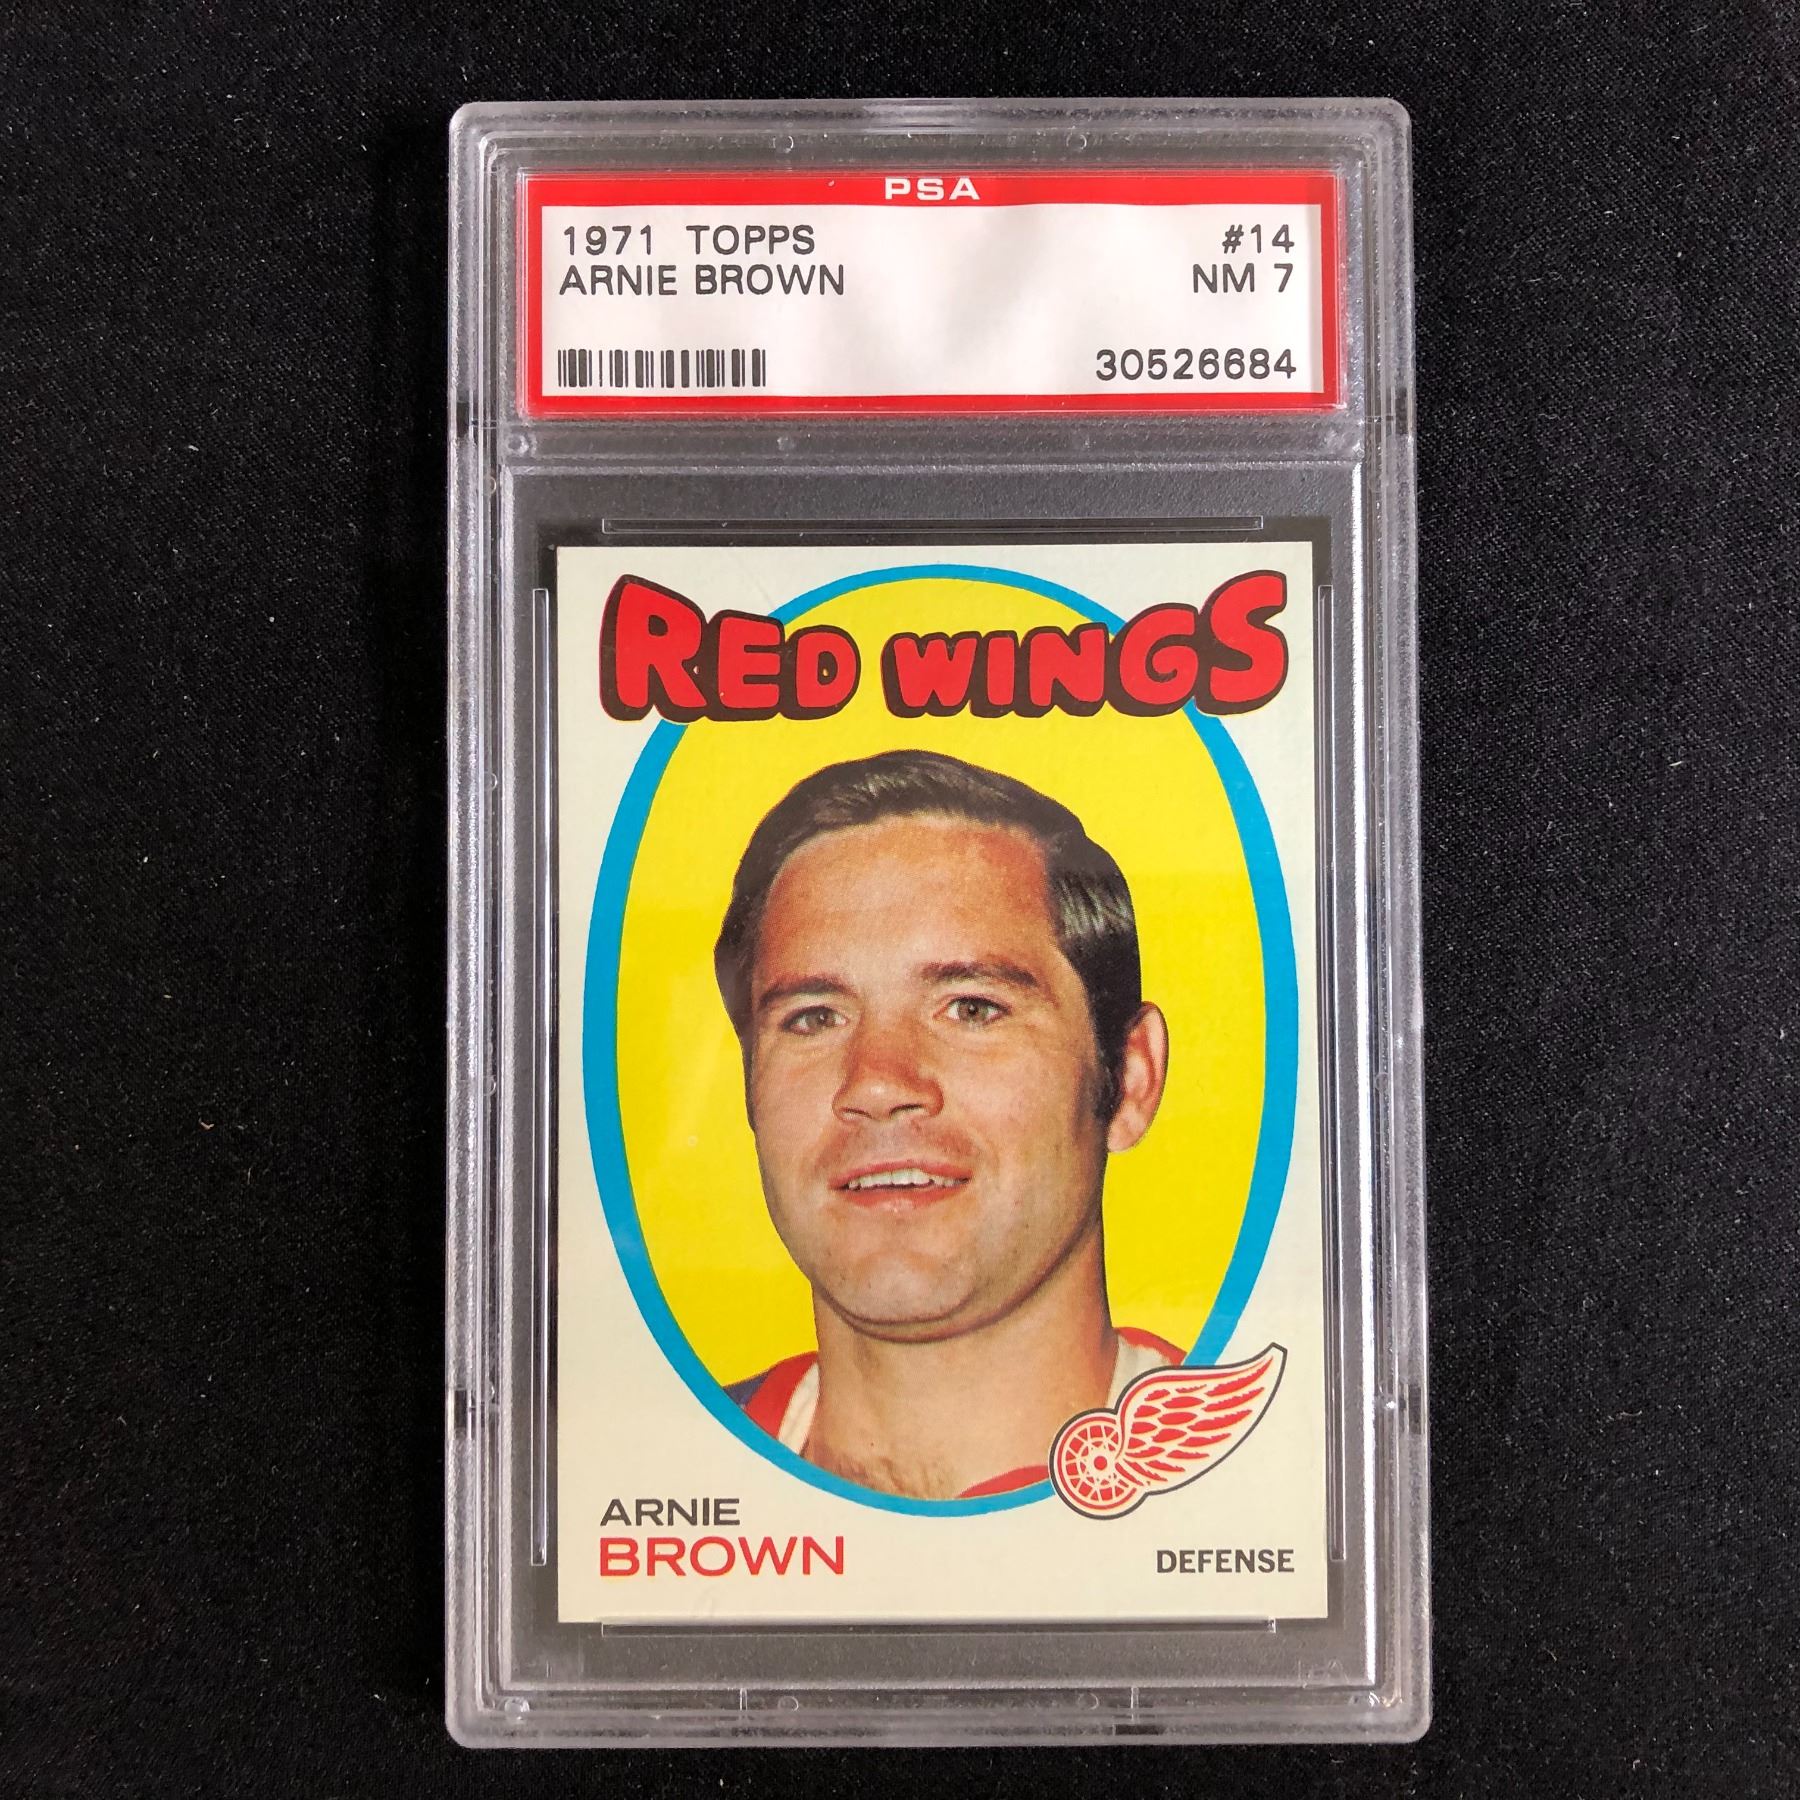 PSA
1971 TOPPS #14
ARNIE BROWN NM 7
30526684
RED WINGS
ARNIE
BROWN
DEFENSE